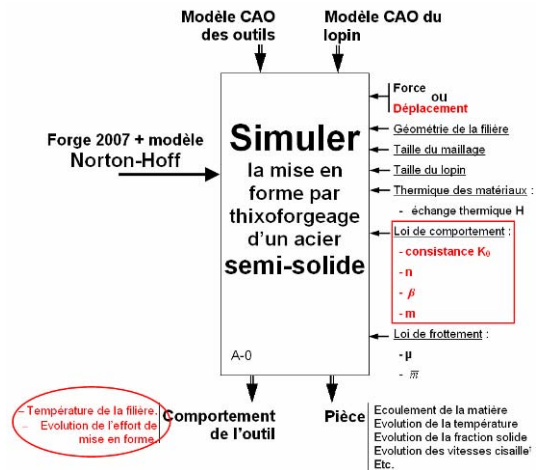 Modèle CAO
des outils
Modèle CAO du
lopin
Forge 2007 + modèle
Norton-Hoff
Simuler
la mise en
forme par
thixoforgeage
d'un acier
semi-solide
A-0
Force
ou
Déplacement
Géométrie de la filière
Taille du maillage
Taille du lopin
Thermique des matériaux :
- échange thermique H
Loi de comportement :
- consistance K₀
- n
- β
- m
Loi de frottement :
- µ
- m̅
– Température de la filière.
– Evolution de l'effort de
mise en forme.
Comportement
de l'outil
Pièce
Ecoulement de la matière
Evolution de la température
Evolution de la fraction solide
Evolution des vitesses cisaille
Etc.